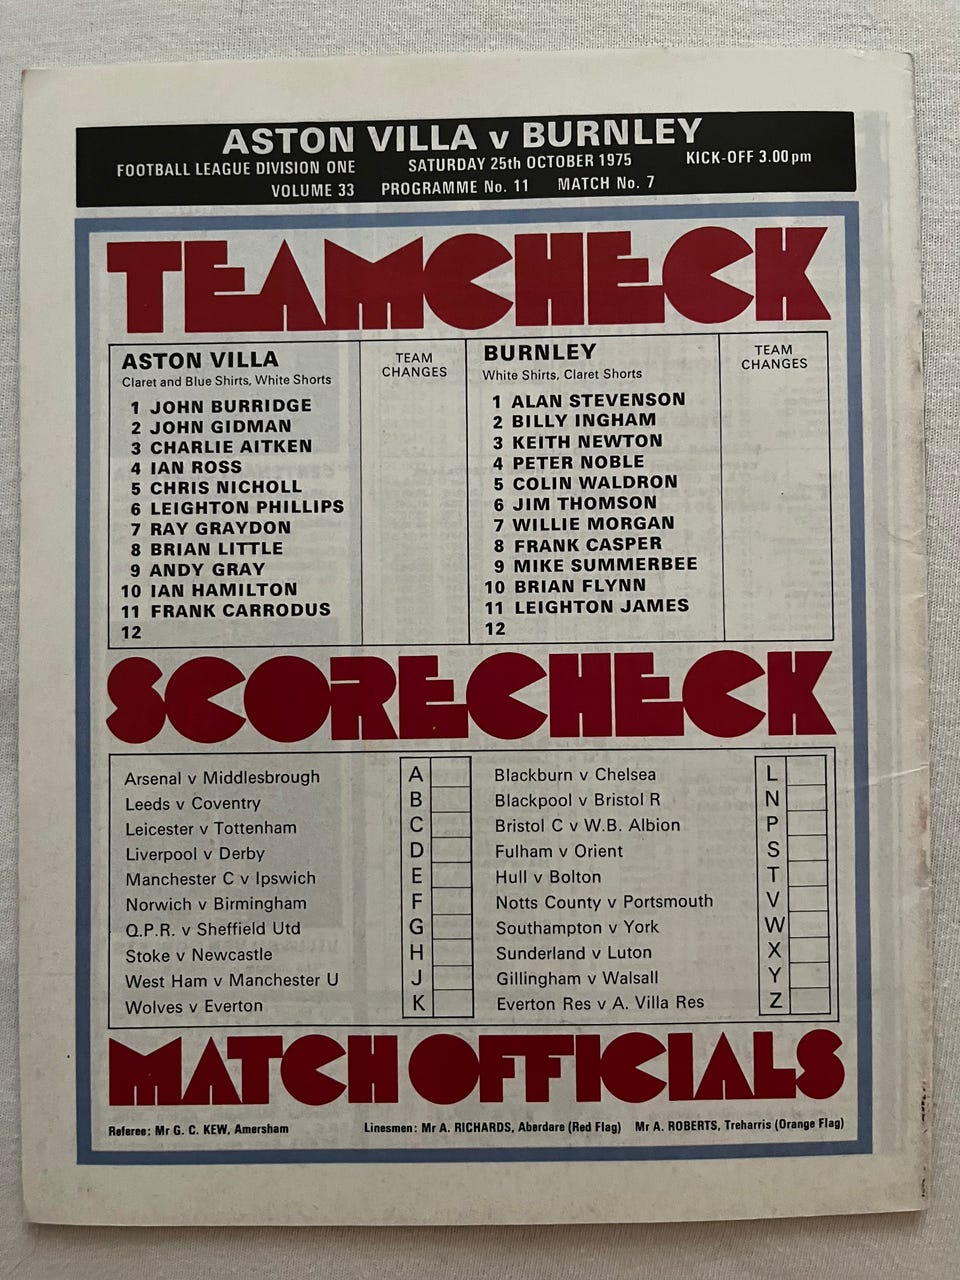 ASTON VILLA v BURNLEY
FOOTBALL LEAGUE DIVISION ONE SATURDAY 25th OCTOBER 1975 KICK-OFF 3.00pm
VOLUME 33 PROGRAMME No. 11 MATCH No. 7
TEAMCHECK
ASTON VILLA
Claret and Blue Shirts, White Shorts
TEAM
CHANGES
1 JOHN BURRIDGE
2 JOHN GIDMAN
3 CHARLIE AITKEN
4 IAN ROSS
5 CHRIS NICHOLL
6 LEIGHTON PHILLIPS
7 RAY GRAYDON
8 BRIAN LITTLE
9 ANDY GRAY
10 IAN HAMILTON
11 FRANK CARRODUS
12
BURNLEY
White Shirts, Claret Shorts
TEAM
CHANGES
1 ALAN STEVENSON
2 BILLY INGHAM
3 KEITH NEWTON
4 PETER NOBLE
5 COLIN WALDRON
6 JIM THOMSON
7 WILLIE MORGAN
8 FRANK CASPER
9 MIKE SUMMERBEE
10 BRIAN FLYNN
11 LEIGHTON JAMES
12
SCORECHECK
Arsenal v Middlesbrough A
Leeds v Coventry B
Leicester v Tottenham C
Liverpool v Derby D
Manchester C v Ipswich E
Norwich v Birmingham F
Q.P.R. v Sheffield Utd G
Stoke v Newcastle H
West Ham v Manchester U J
Wolves v Everton K
Blackburn v Chelsea L
Blackpool v Bristol R N
Bristol C v W.B. Albion P
Fulham v Orient S
Hull v Bolton T
Notts County v Portsmouth V
Southampton v York W
Sunderland v Luton X
Gillingham v Walsall Y
Everton Res v A. Villa Res Z
MATCH OFFICIALS
Referee: Mr G. C. KEW, Amersham Linesmen: Mr A. RICHARDS, Aberdare (Red Flag) Mr A. ROBERTS, Treharris (Orange Flag)